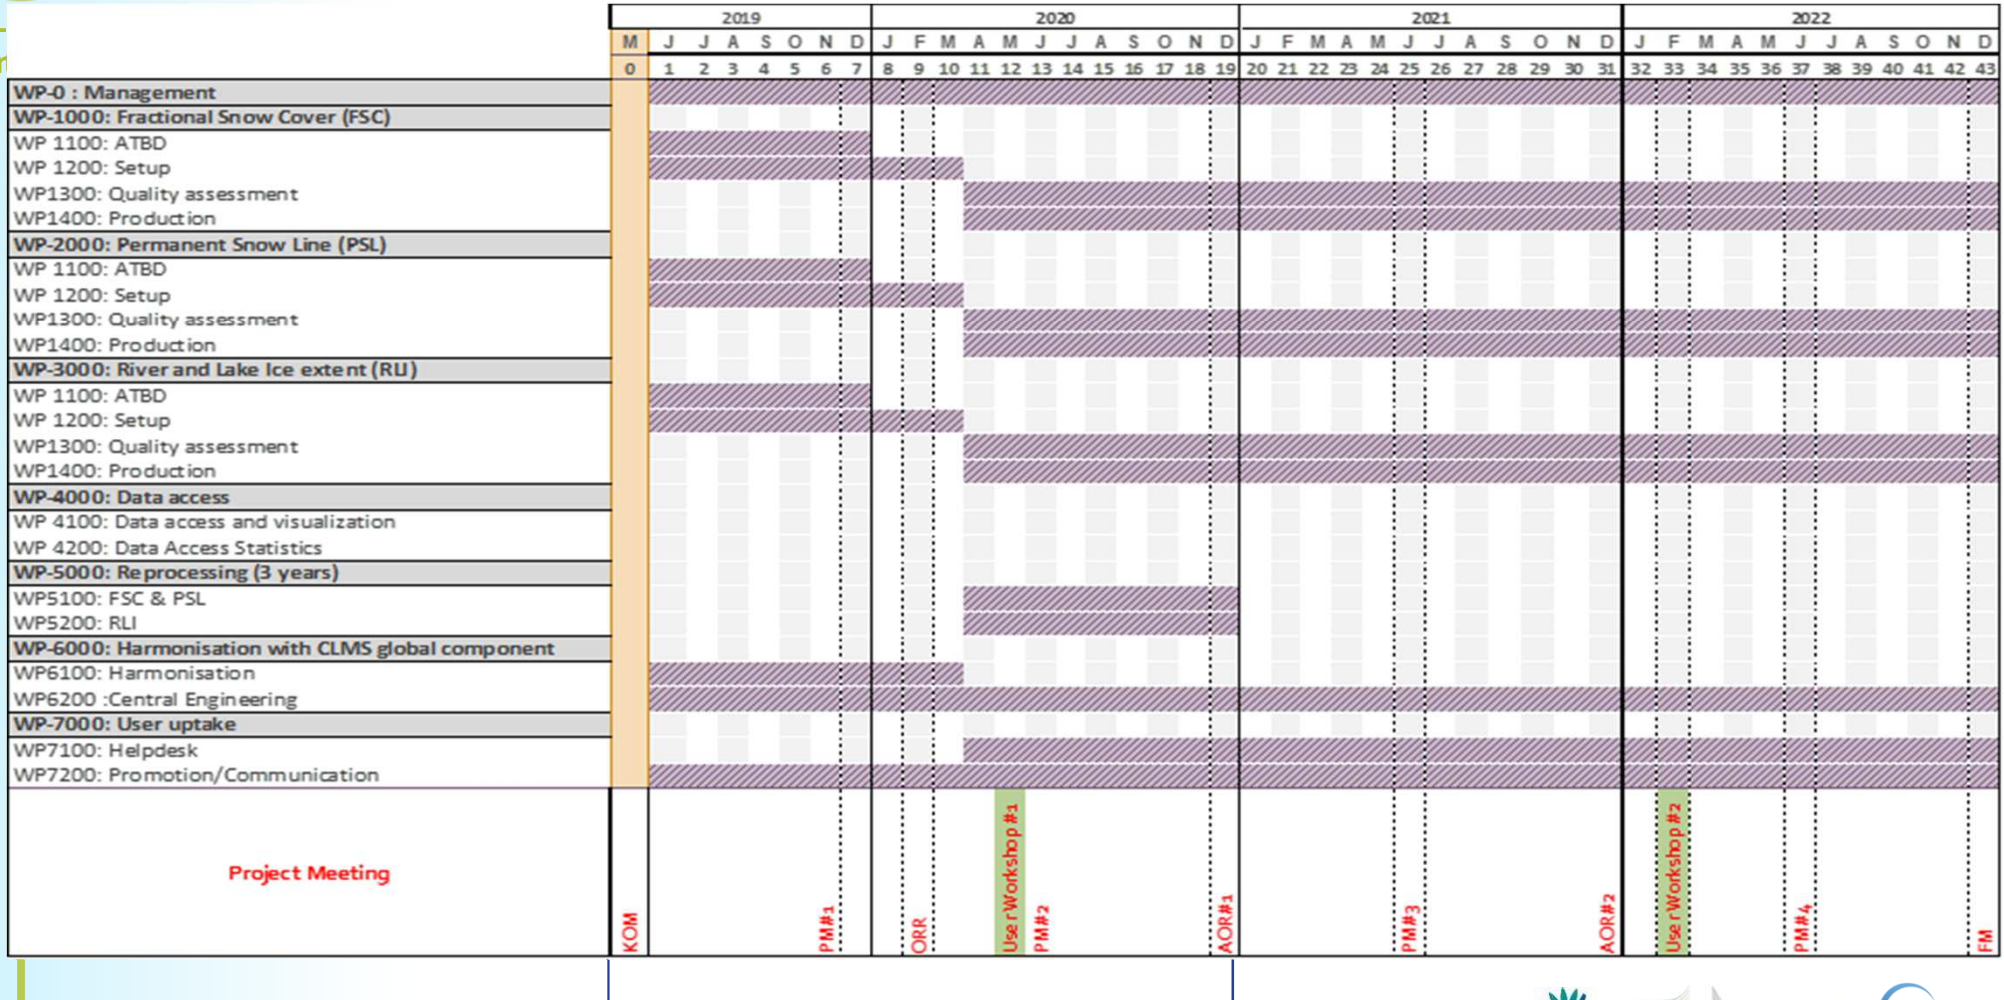 2019 2020 2021 2022
M J J A S O N D J F M A M J J A S O N D J F M A M J J A S O N D J F M A M J J A S O N D
0 1 2 3 4 5 6 7 8 9 10 11 12 13 14 15 16 17 18 19 20 21 22 23 24 25 26 27 28 29 30 31 32 33 34 35 36 37 38 39 40 41 42 43
WP-0 : Management
WP-1000: Fractional Snow Cover (FSC)
WP 1100: ATBD
WP 1200: Setup
WP1300: Quality assessment
WP1400: Production
WP-2000: Permanent Snow Line (PSL)
WP 1100: ATBD
WP 1200: Setup
WP1300: Quality assessment
WP1400: Production
WP-3000: River and Lake Ice extent (RLI)
WP 1100: ATBD
WP 1200: Setup
WP1300: Quality assessment
WP1400: Production
WP-4000: Data access
WP 4100: Data access and visualization
WP 4200: Data Access Statistics
WP-5000: Reprocessing (3 years)
WP5100: FSC & PSL
WP5200: RLI
WP-6000: Harmonisation with CLMS global component
WP6100: Harmonisation
WP6200 :Central Engineering
WP-7000: User uptake
WP7100: Helpdesk
WP7200: Promotion/Communication
Project Meeting
KOM
PM#1
ORR
User Workshop #1
PM#2
AOR#1
PM#3
AOR#2
User Workshop #2
PM#4
FM